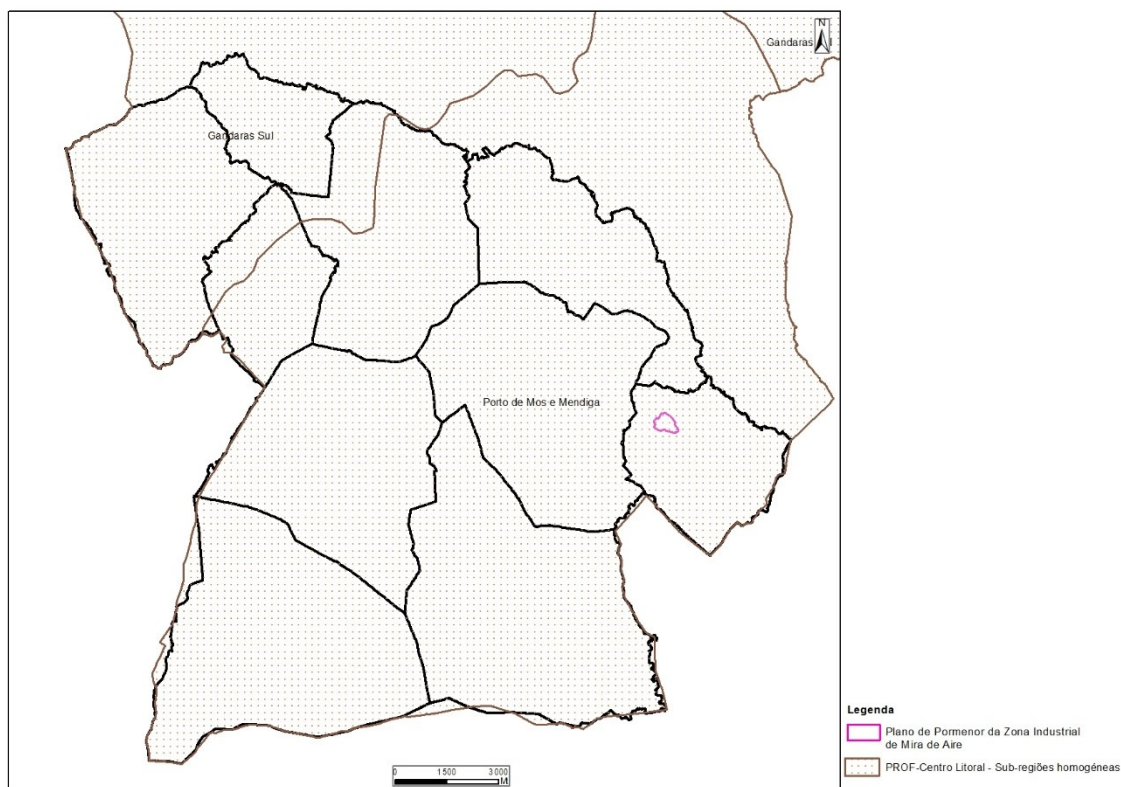 N
Gandaras l
Gandaras Sul
Porto de Mos e Mendiga
0 1 500 3 000
M
Legenda
Plano de Pormenor da Zona Industrial
de Mira de Aire
PROF-Centro Litoral - Sub-regiões homogéneas